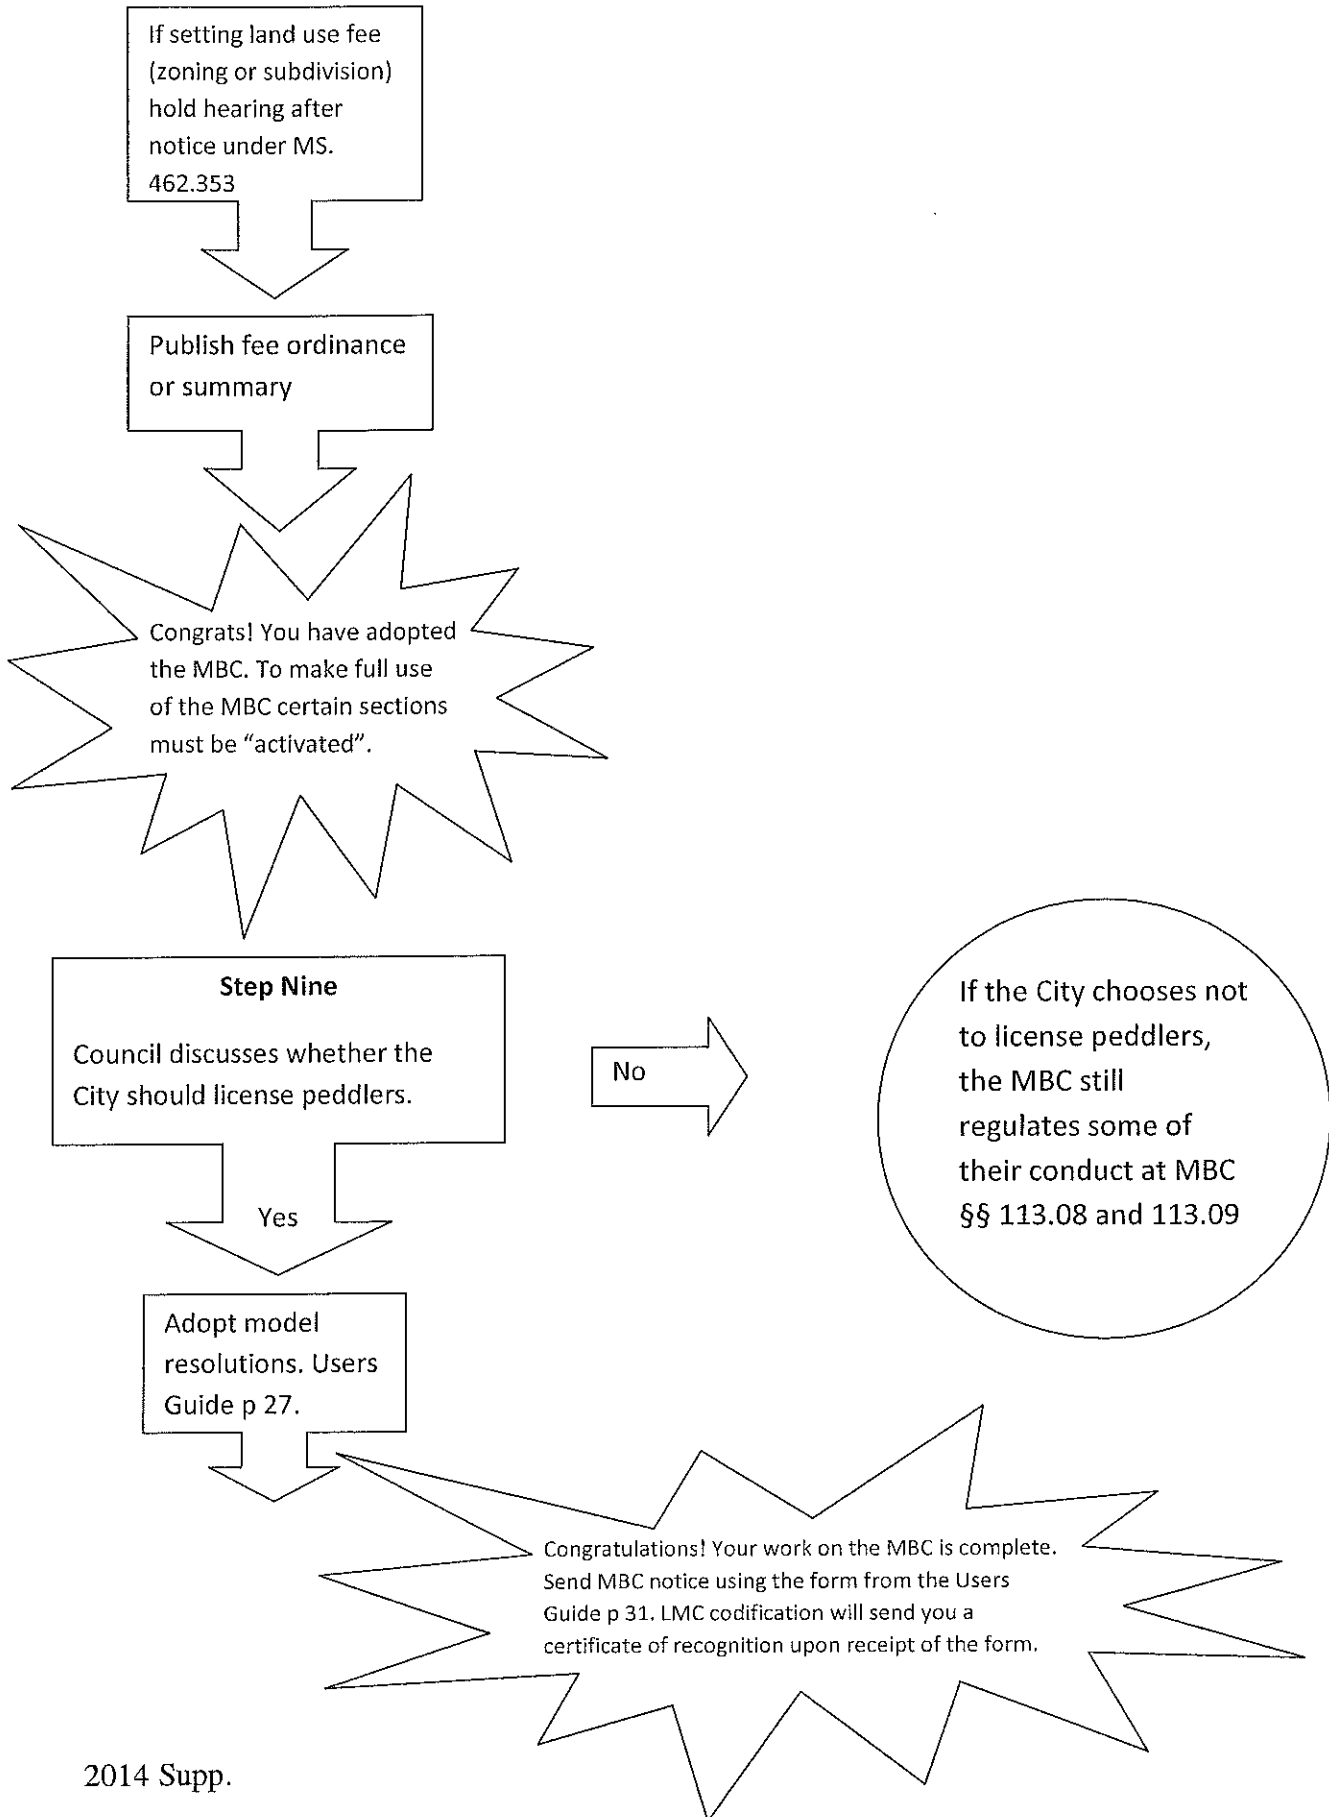 If setting land use fee
(zoning or subdivision)
hold hearing after
notice under MS.
462.353
Publish fee ordinance
or summary
Congrats! You have adopted
the MBC. To make full use
of the MBC certain sections
must be “activated”.
Step Nine
Council discusses whether the
City should license peddlers.
No
If the City chooses not
to license peddlers,
the MBC still
regulates some of
their conduct at MBC
§§ 113.08 and 113.09
Yes
Adopt model
resolutions. Users
Guide p 27.
Congratulations! Your work on the MBC is complete.
Send MBC notice using the form from the Users
Guide p 31. LMC codification will send you a
certificate of recognition upon receipt of the form.
2014 Supp.